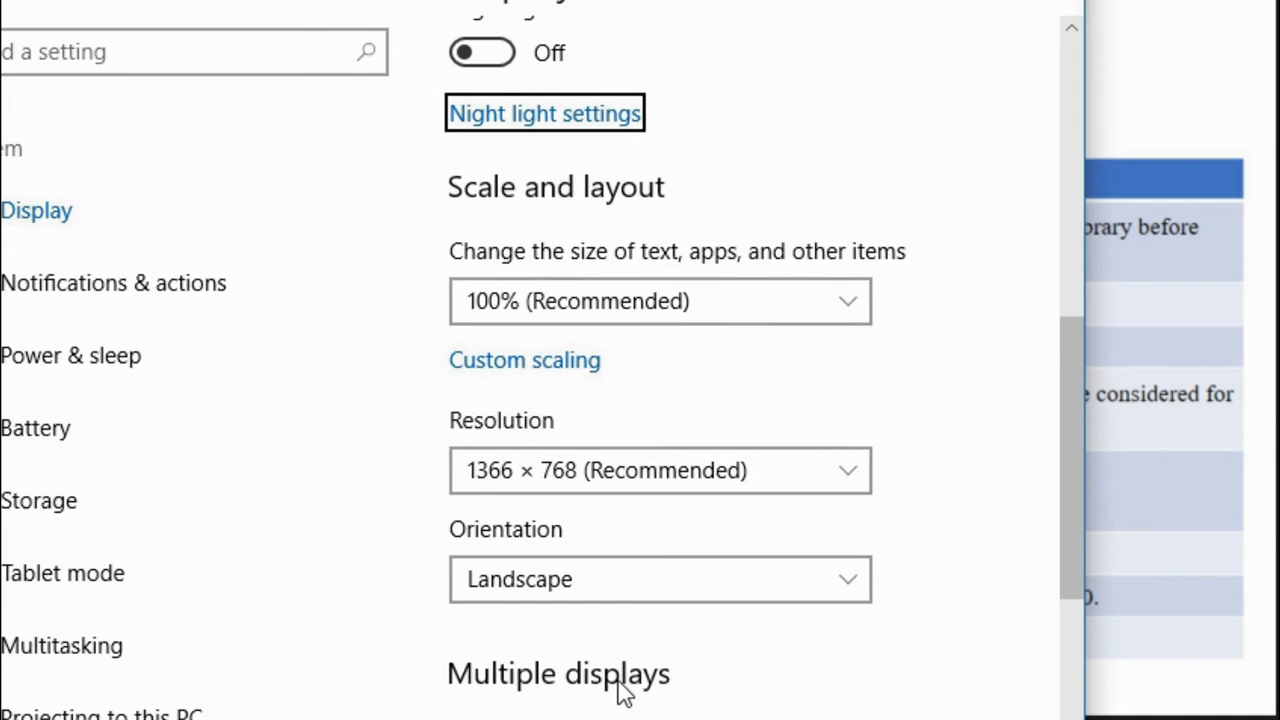 d a setting
Off
Night light settings
em
Scale and layout
Display
Change the size of text, apps, and other items
Notifications & actions
100% (Recommended)
Power & sleep
Custom scaling
Resolution
Battery
1366 × 768 (Recommended)
Storage
Orientation
Tablet mode
Landscape
Multitasking
Multiple displays
Projecting to this PC
brary before
e considered for
0.